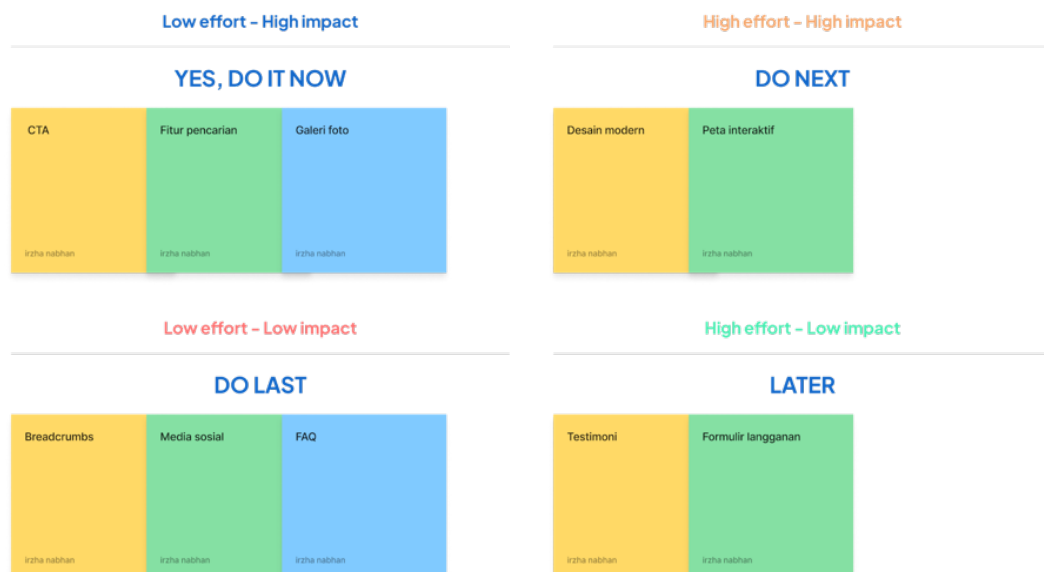 Low effort – High impact
YES, DO IT NOW
CTA
Fitur pencarian
Galeri foto
irzha nabhan
irzha nabhan
irzha nabhan
High effort – High impact
DO NEXT
Desain modern
Peta interaktif
irzha nabhan
irzha nabhan
Low effort – Low impact
DO LAST
Breadcrumbs
Media sosial
FAQ
irzha nabhan
irzha nabhan
irzha nabhan
High effort – Low impact
LATER
Testimoni
Formulir langganan
irzha nabhan
irzha nabhan